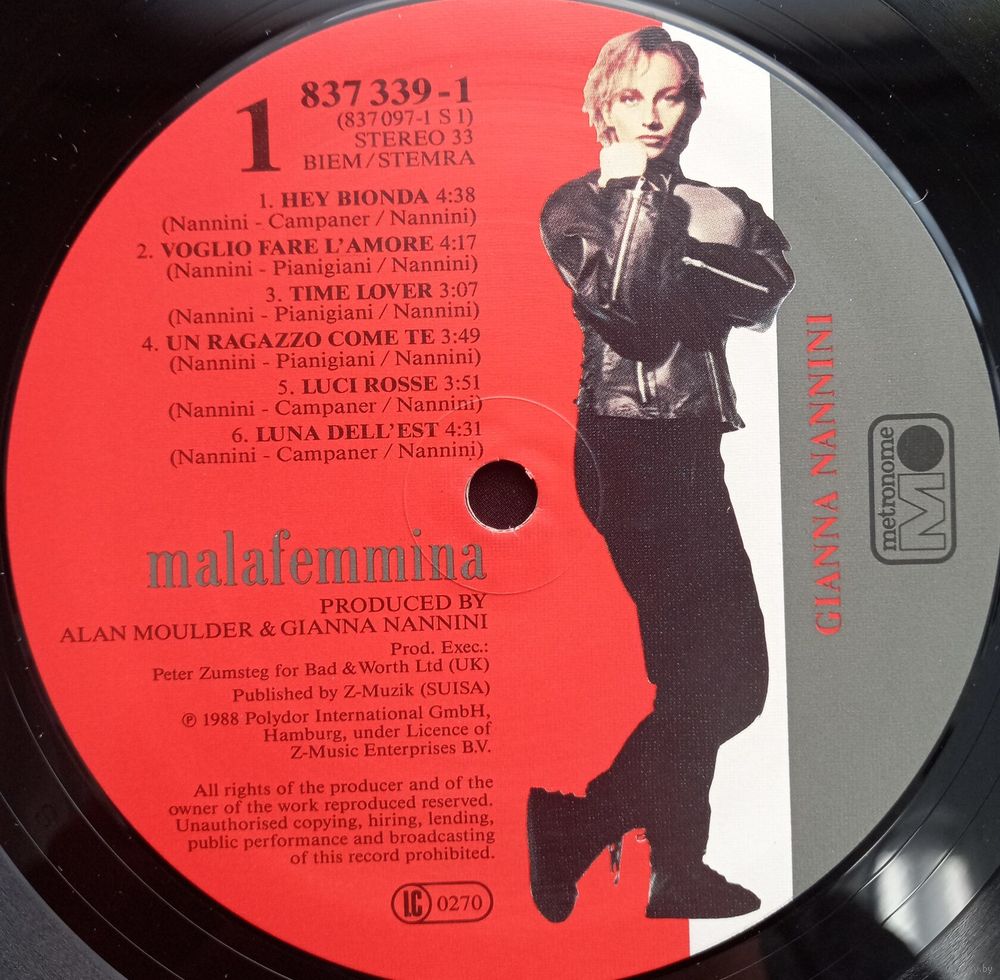 1
837 339-1
(837 097-1 S 1)
STEREO 33
BIEM/STEMRA
1. HEY BIONDA 4:38
(Nannini - Campaner / Nannini)
2. VOGLIO FARE L'AMORE 4:17
(Nannini - Pianigiani / Nannini)
3. TIME LOVER 3:07
(Nannini - Pianigiani / Nannini)
4. UN RAGAZZO COME TE 3:49
(Nannini - Pianigiani / Nannini)
5. LUCI ROSSE 3:51
(Nannini - Campaner / Nannini)
6. LUNA DELL'EST 4:31
(Nannini - Campaner / Nannini)
malafemmina
PRODUCED BY
ALAN MOULDER & GIANNA NANNINI
Prod. Exec.:
Peter Zumsteg for Bad & Worth Ltd (UK)
Published by Z-Muzik (SUISA)
℗ 1988 Polydor International GmbH,
Hamburg, under Licence of
Z-Music Enterprises B.V.
All rights of the producer and of the
owner of the work reproduced reserved.
Unauthorised copying, hiring, lending,
public performance and broadcasting
of this record prohibited.
LC 0270
GIANNA NANNINI
metronome
M